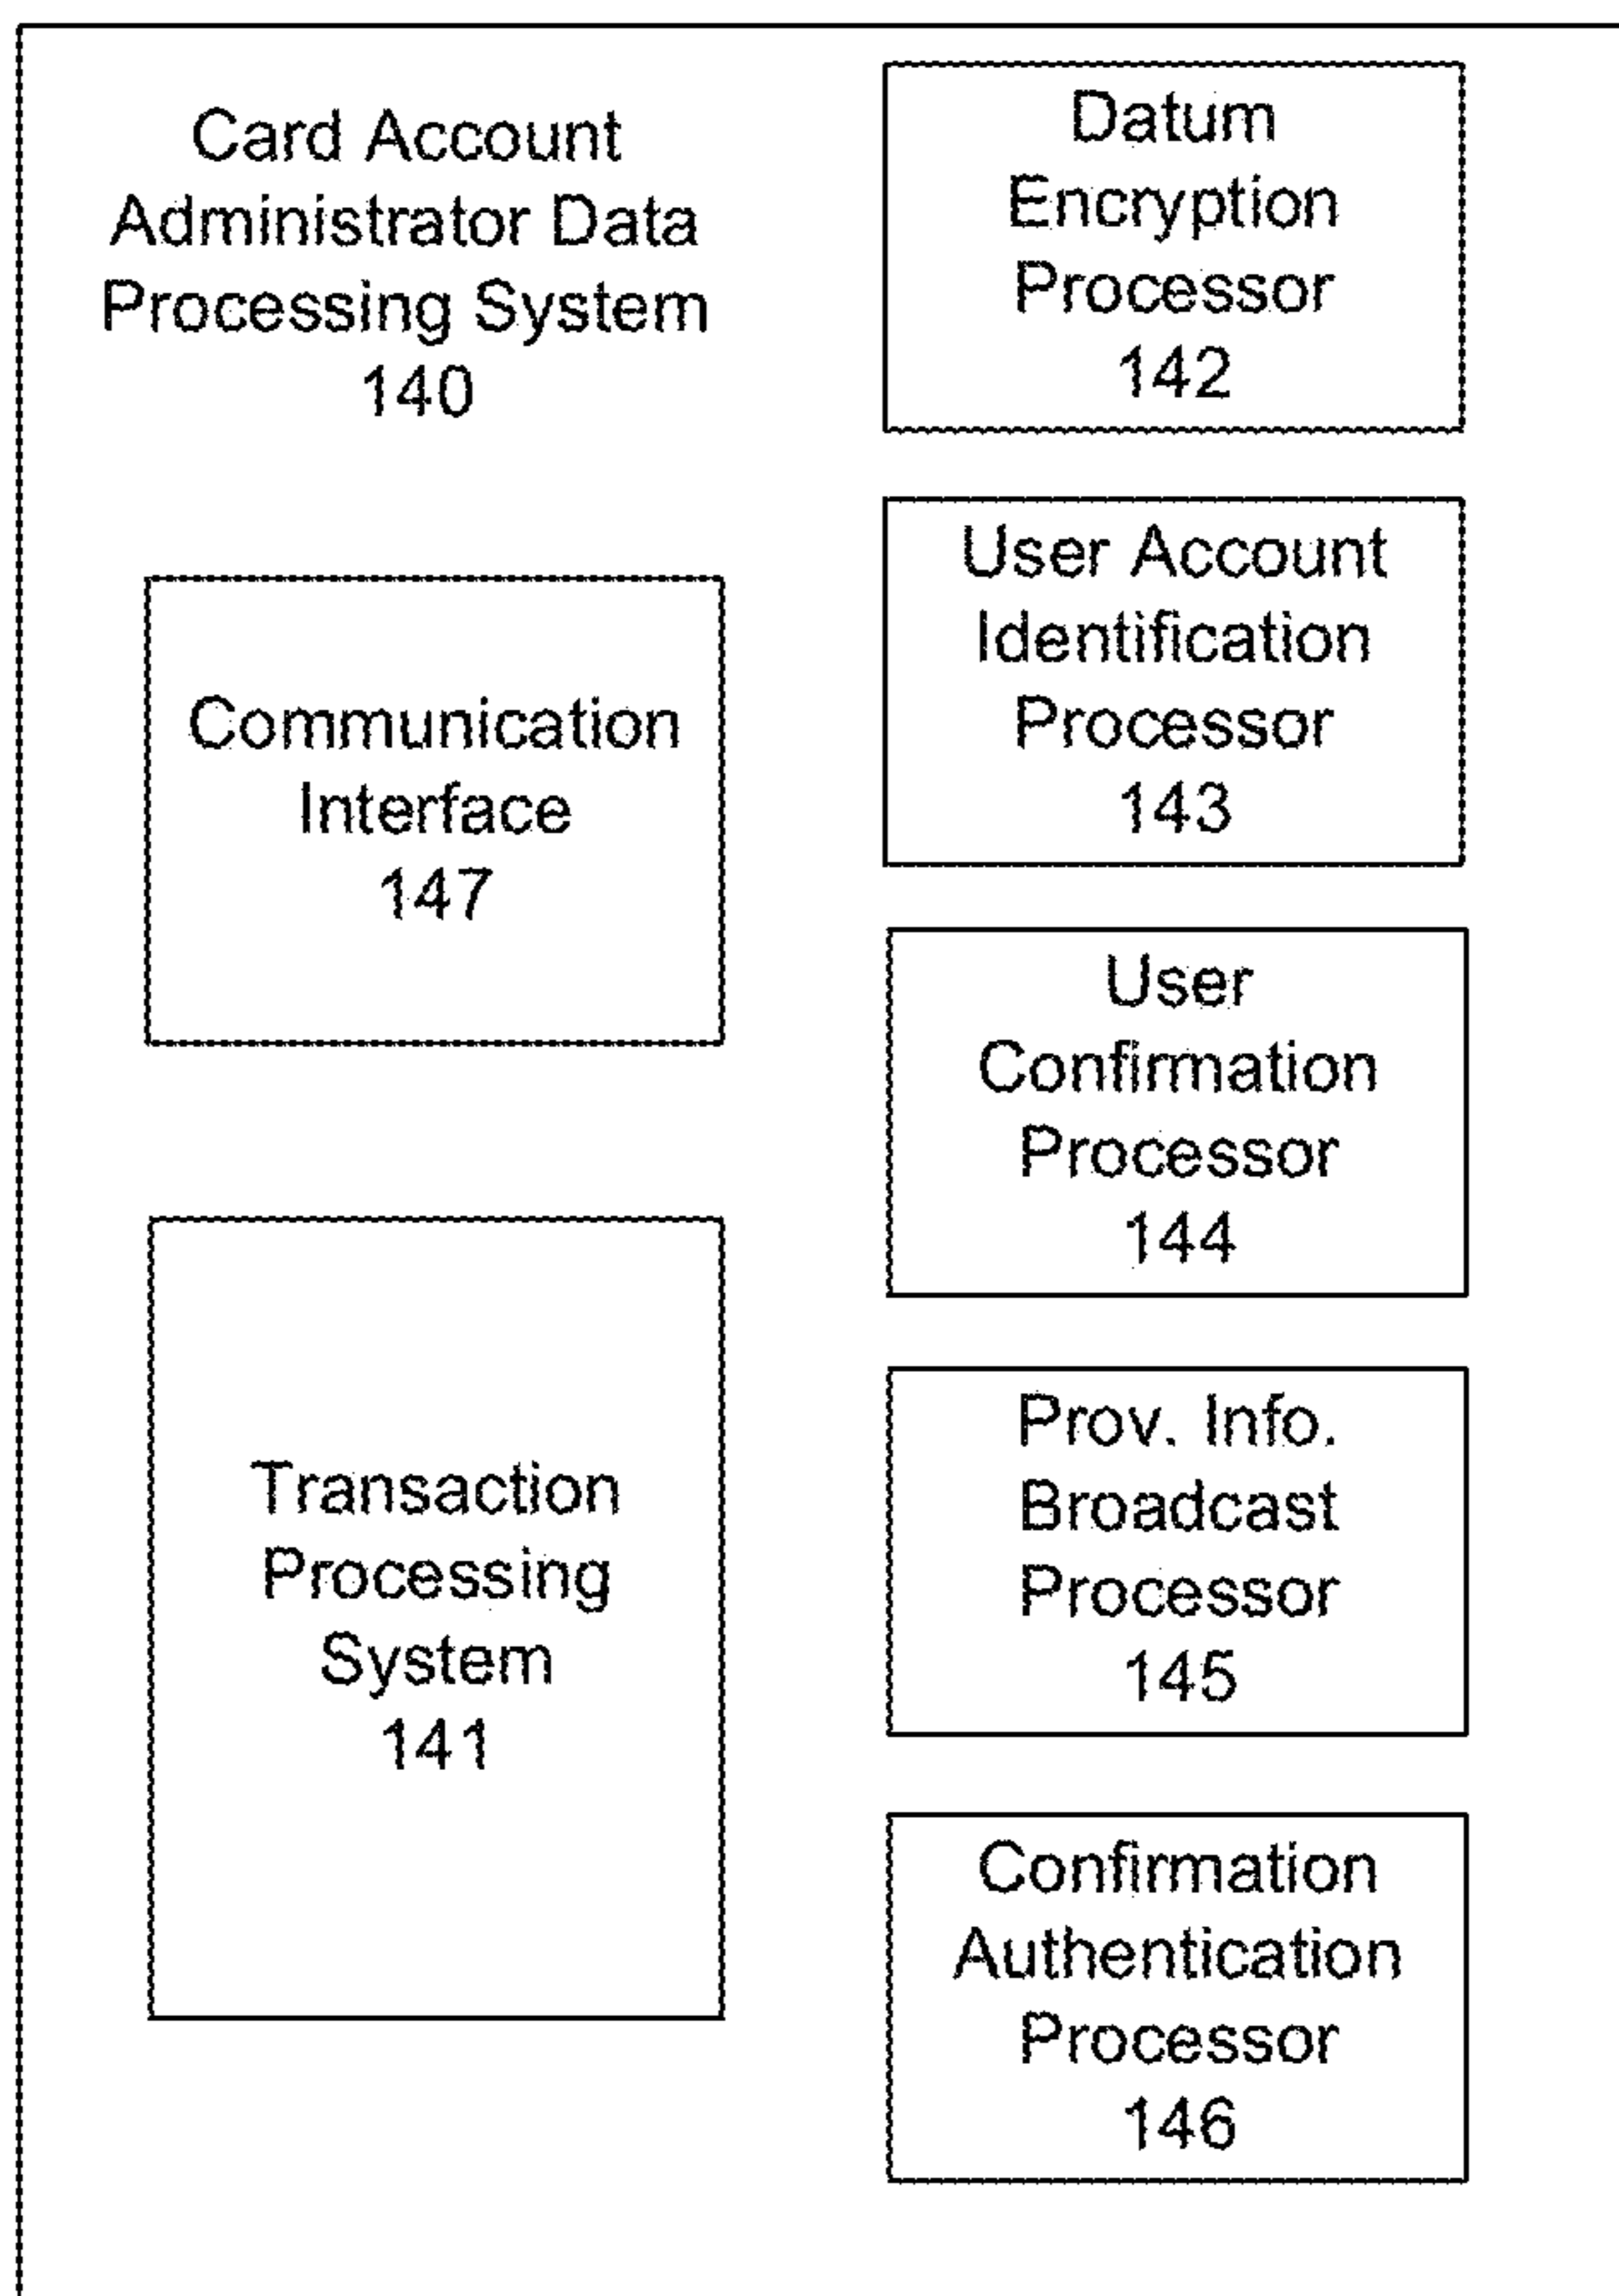 Card Account
Administrator Data
Processing System
140
Communication
Interface
147
Transaction
Processing
System
141
Datum
Encryption
Processor
142
User Account
Identification
Processor
143
User
Confirmation
Processor
144
Prov. Info.
Broadcast
Processor
145
Confirmation
Authentication
Processor
146